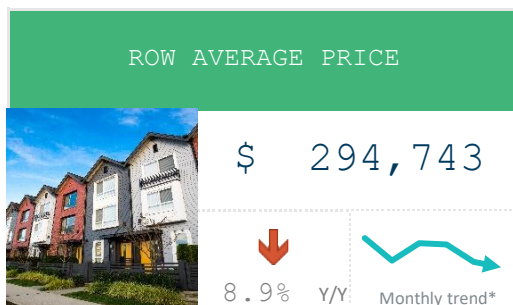 ROW AVERAGE PRICE
$ 294,743
8.9% Y/Y
Monthly trend*